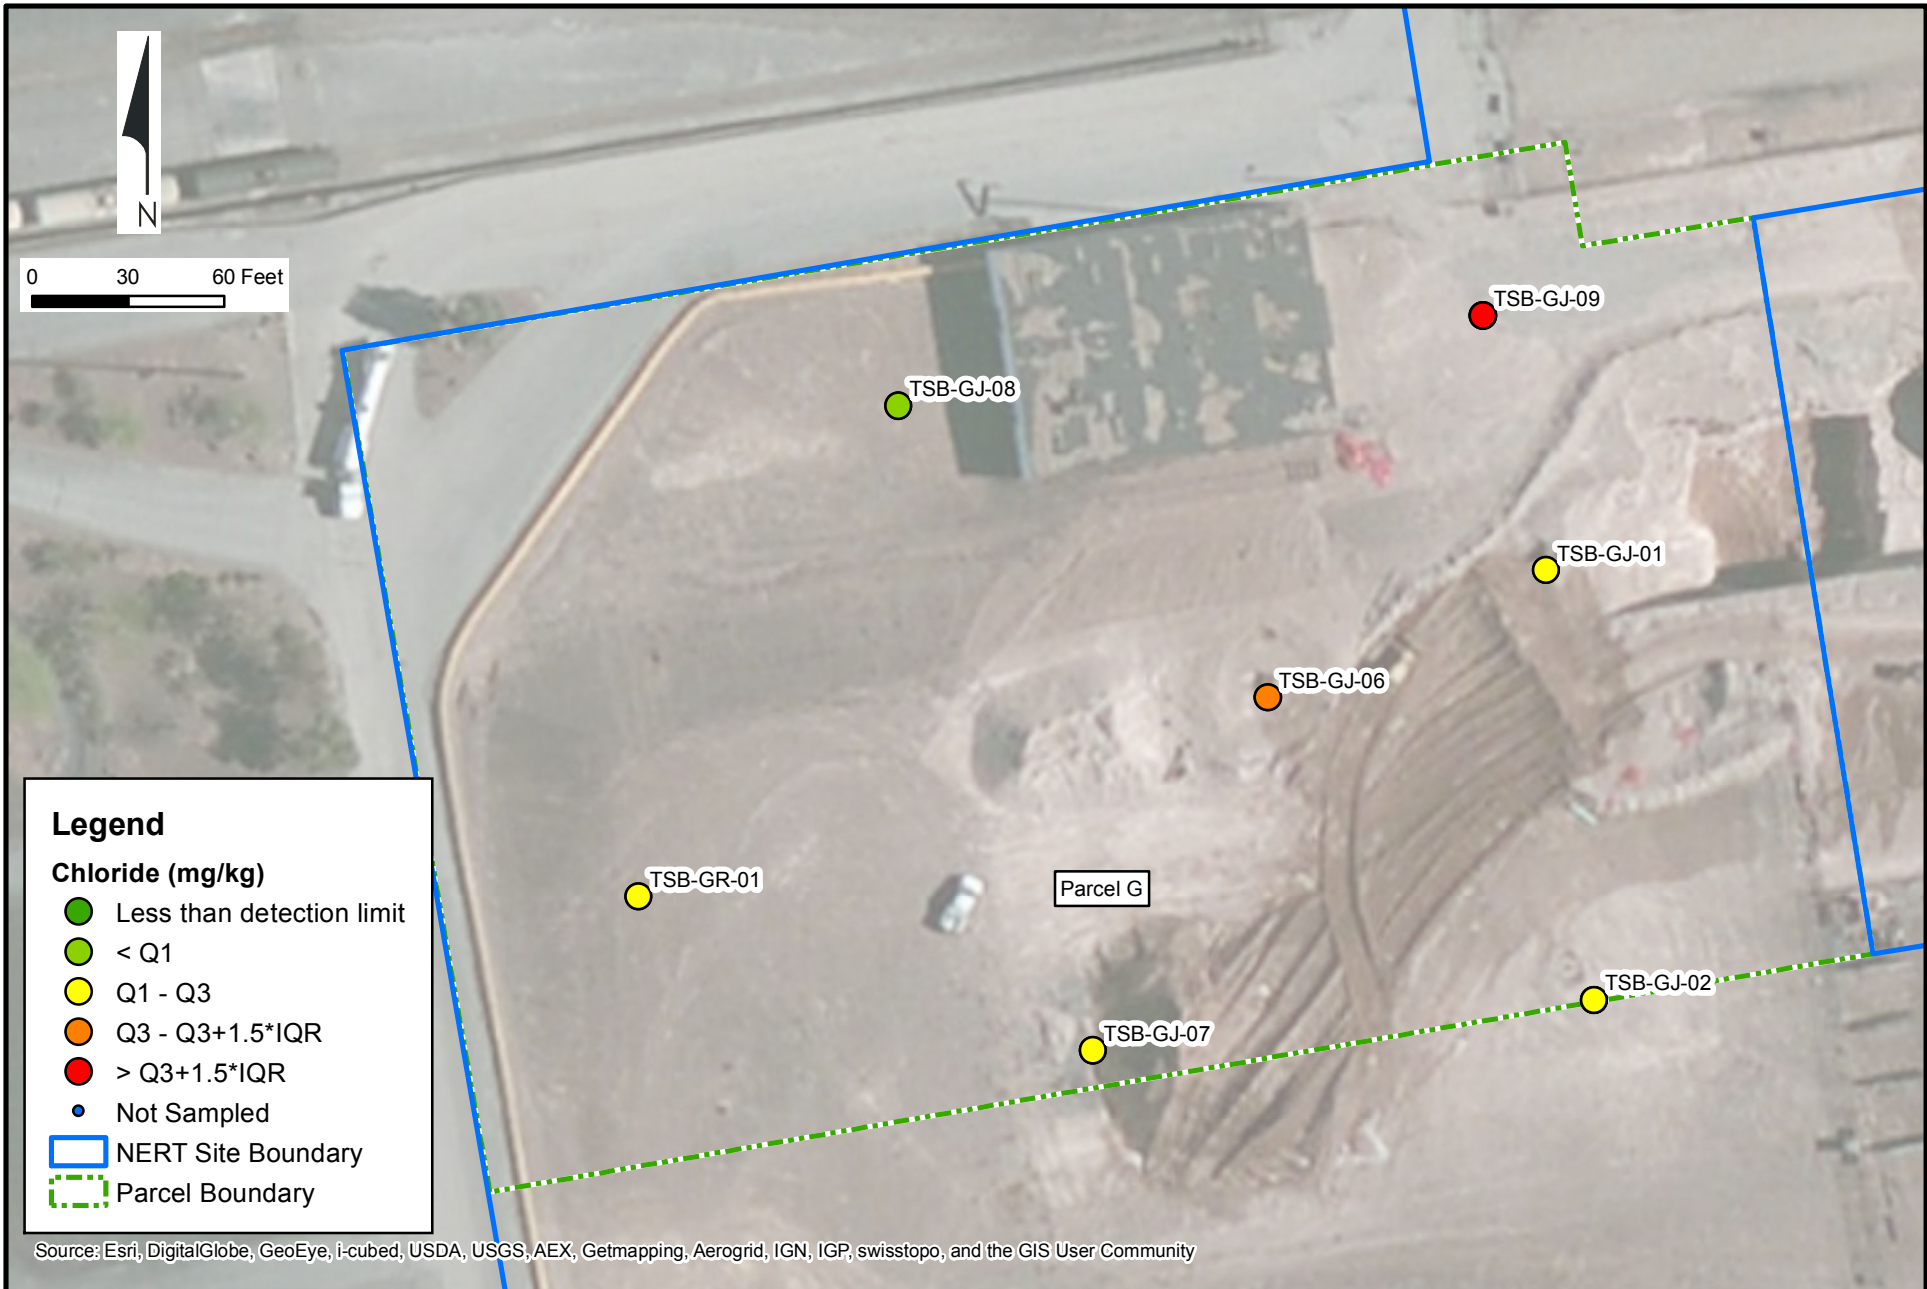 N
0 30 60 Feet
TSB-GJ-09
TSB-GJ-08
TSB-GJ-01
TSB-GJ-06
TSB-GR-01
Parcel G
TSB-GJ-02
TSB-GJ-07
Legend
Chloride (mg/kg)
Less than detection limit
< Q1
Q1 - Q3
Q3 - Q3+1.5*IQR
> Q3+1.5*IQR
Not Sampled
NERT Site Boundary
Parcel Boundary
Source: Esri, DigitalGlobe, GeoEye, i-cubed, USDA, USGS, AEX, Getmapping, Aerogrid, IGN, IGP, swisstopo, and the GIS User Community